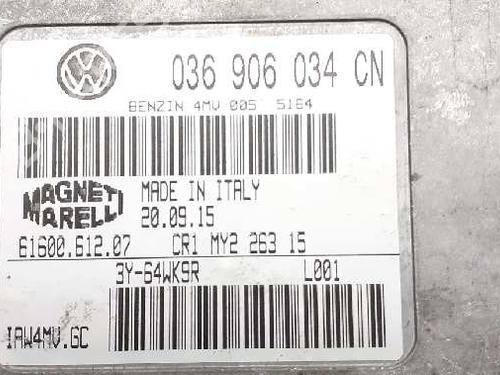 036 906 034 CN
BENZIN 4MV 005 5164
MAGNETI MARELLI
MADE IN ITALY
20.09.15
61600.612.07 CR1 MY2 263 15
3Y-64WK9R L001
IAW4MV.GC